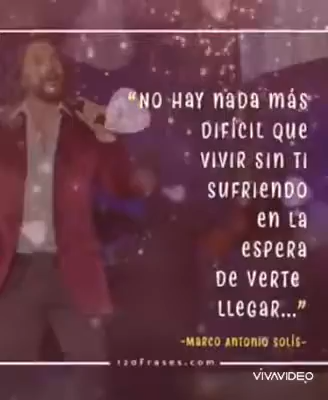 “No hay nada más
difícil que
vivir sin ti
sufriendo
en la
espera
de verte
llegar...”
-Marco Antonio Solís-
120Frases.com
VIVAVIDEO